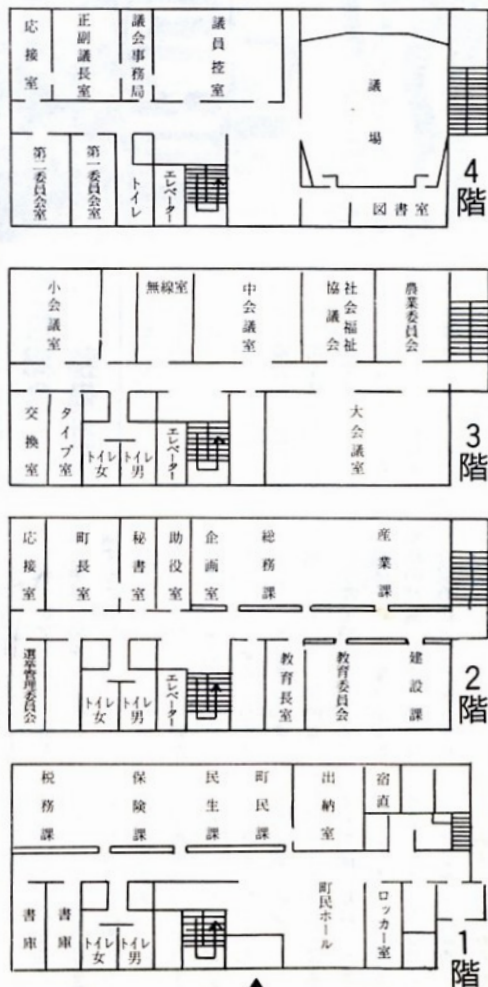 応接室
正副議長室
議会事務局
議員控室
議場
第二委員会室
第一委員会室
トイレ
エレベーター
図書室
4階
小会議室
無線室
中会議室
社会福祉協議会
農業委員会
交換室
タイプ室
トイレ女
トイレ男
エレベーター
大会議室
3階
応接室
町長室
秘書室
助役室
企画室
総務課
産業課
選挙管理委員会
トイレ女
トイレ男
エレベーター
教育長室
教育委員会
建設課
2階
税務課
保険課
民生課
町民課
出納室
宿直
書庫
書庫
トイレ女
トイレ男
町民ホール
ロッカー室
1階